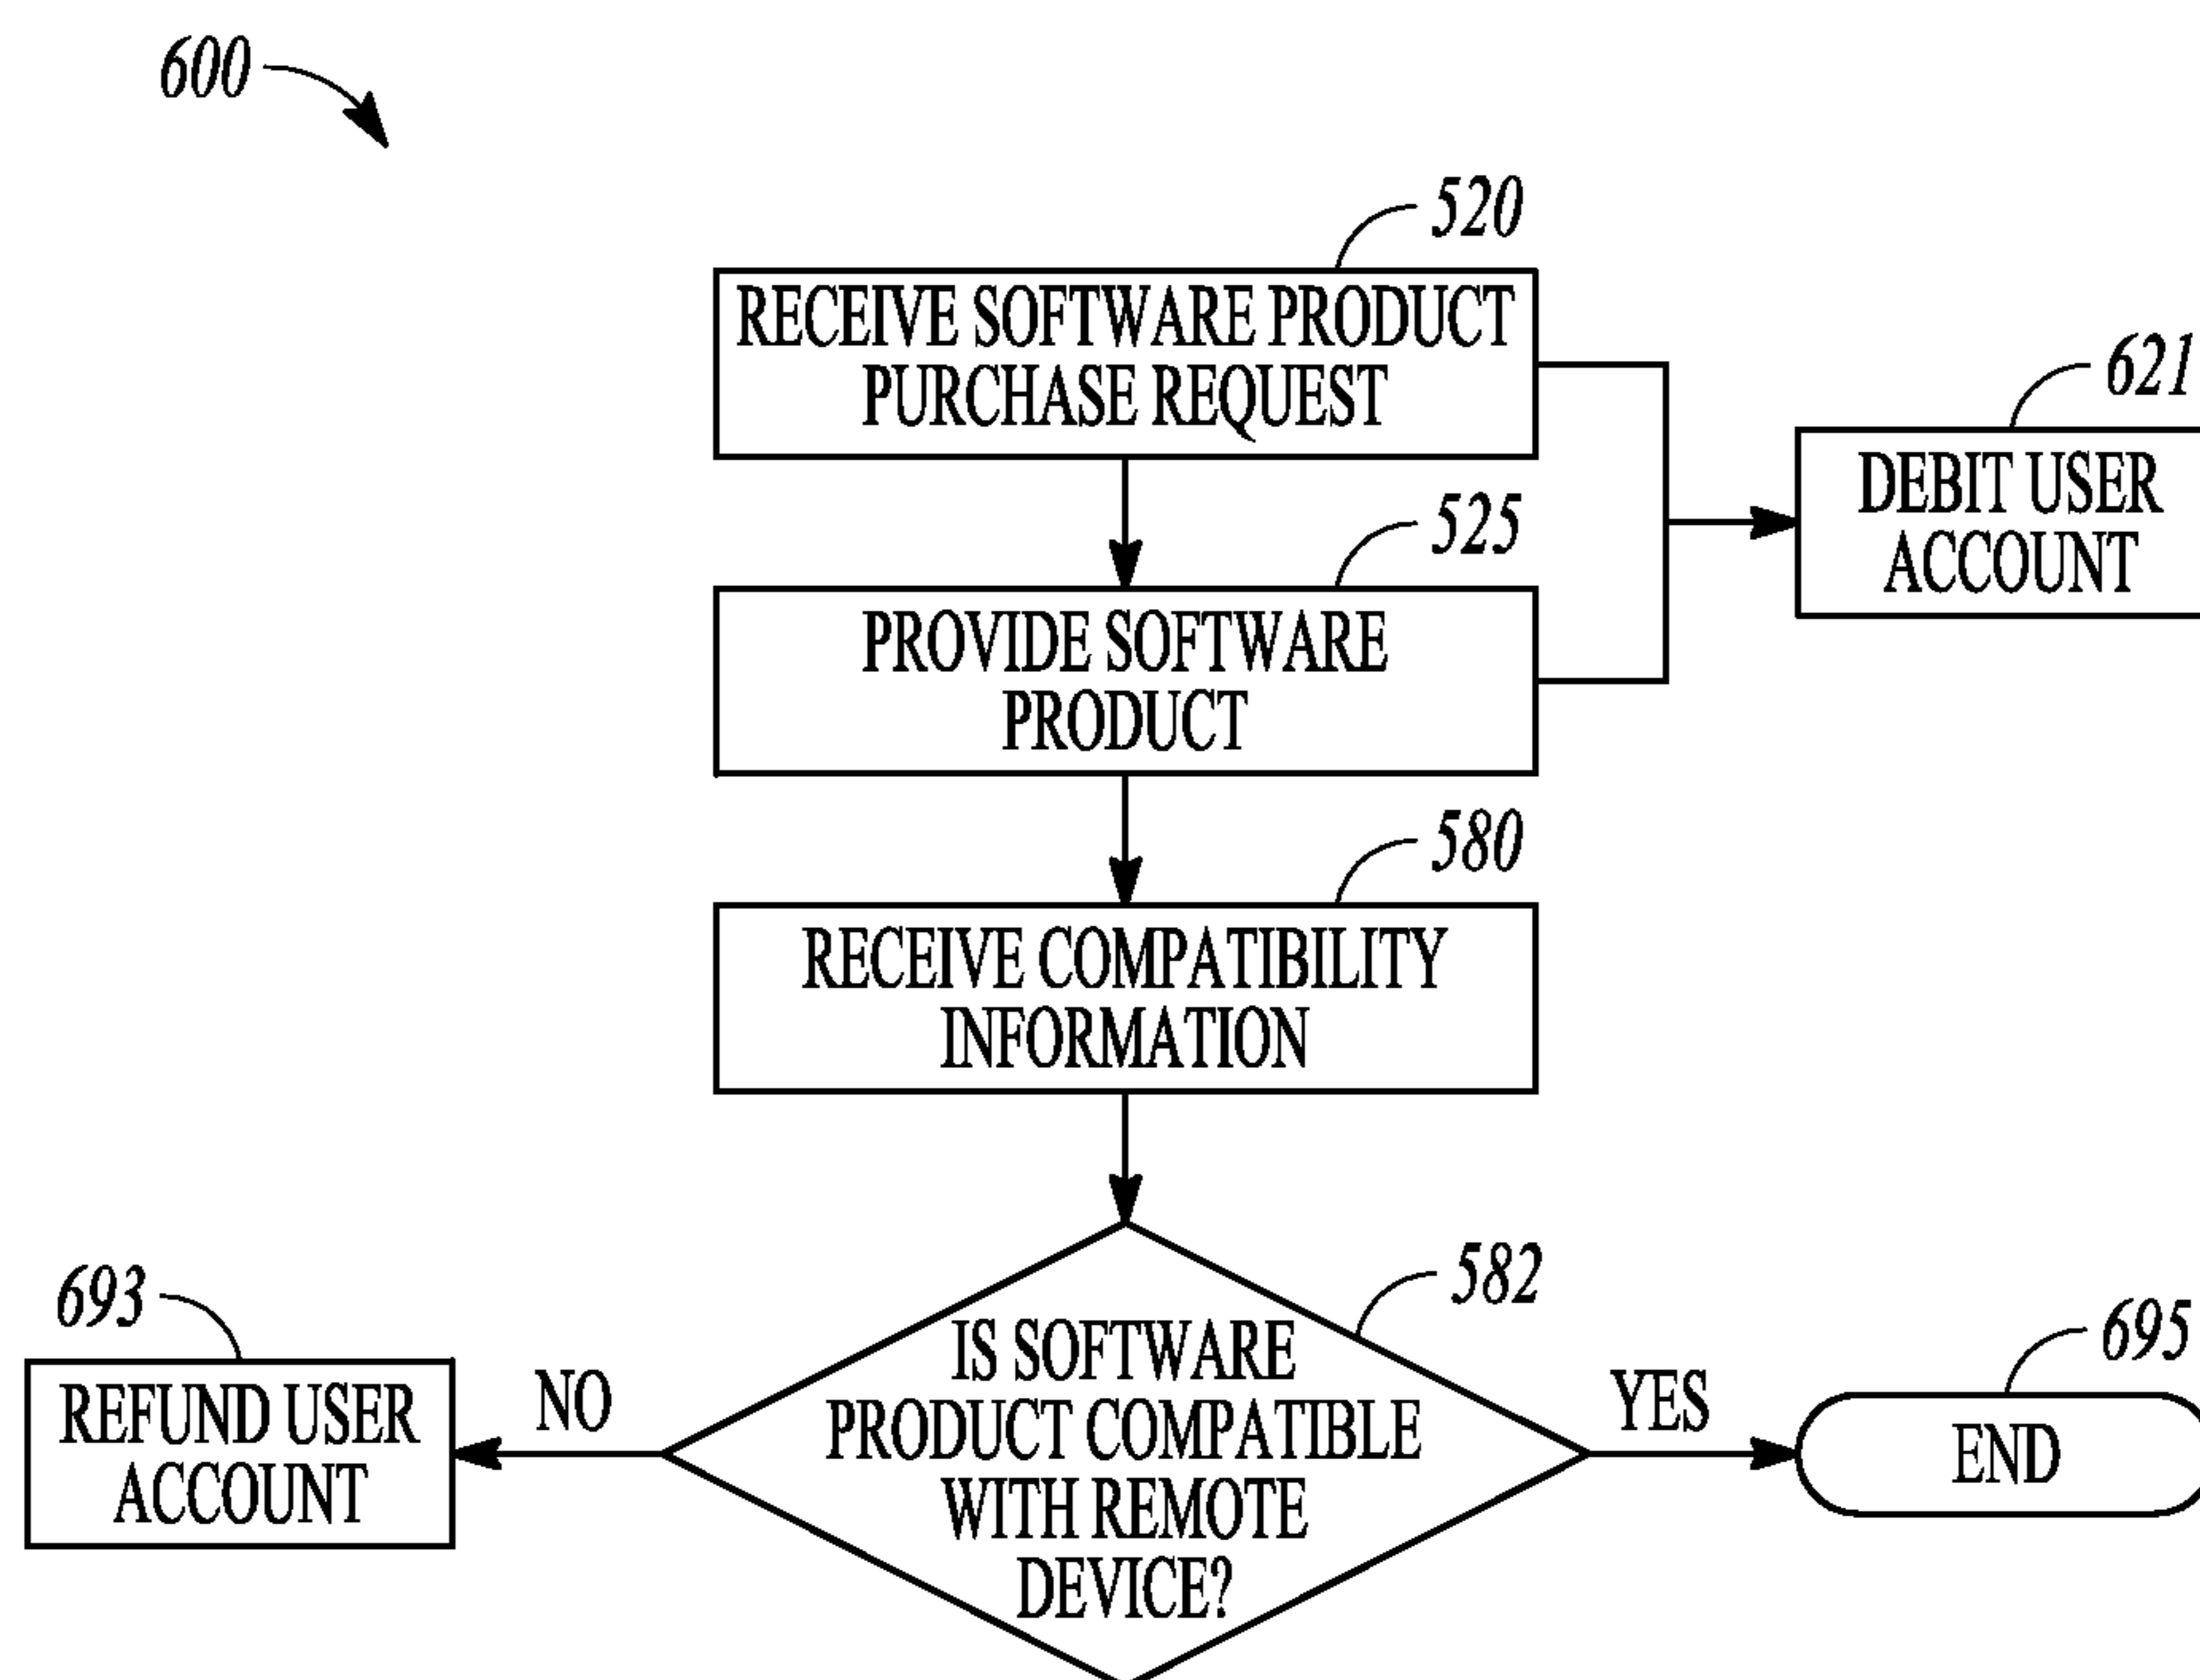 600
520
RECEIVE SOFTWARE PRODUCT
PURCHASE REQUEST
621
DEBIT USER
ACCOUNT
525
PROVIDE SOFTWARE
PRODUCT
580
RECEIVE COMPATIBILITY
INFORMATION
582
IS SOFTWARE
PRODUCT COMPATIBLE
WITH REMOTE
DEVICE?
693
REFUND USER
ACCOUNT
NO
YES
695
END